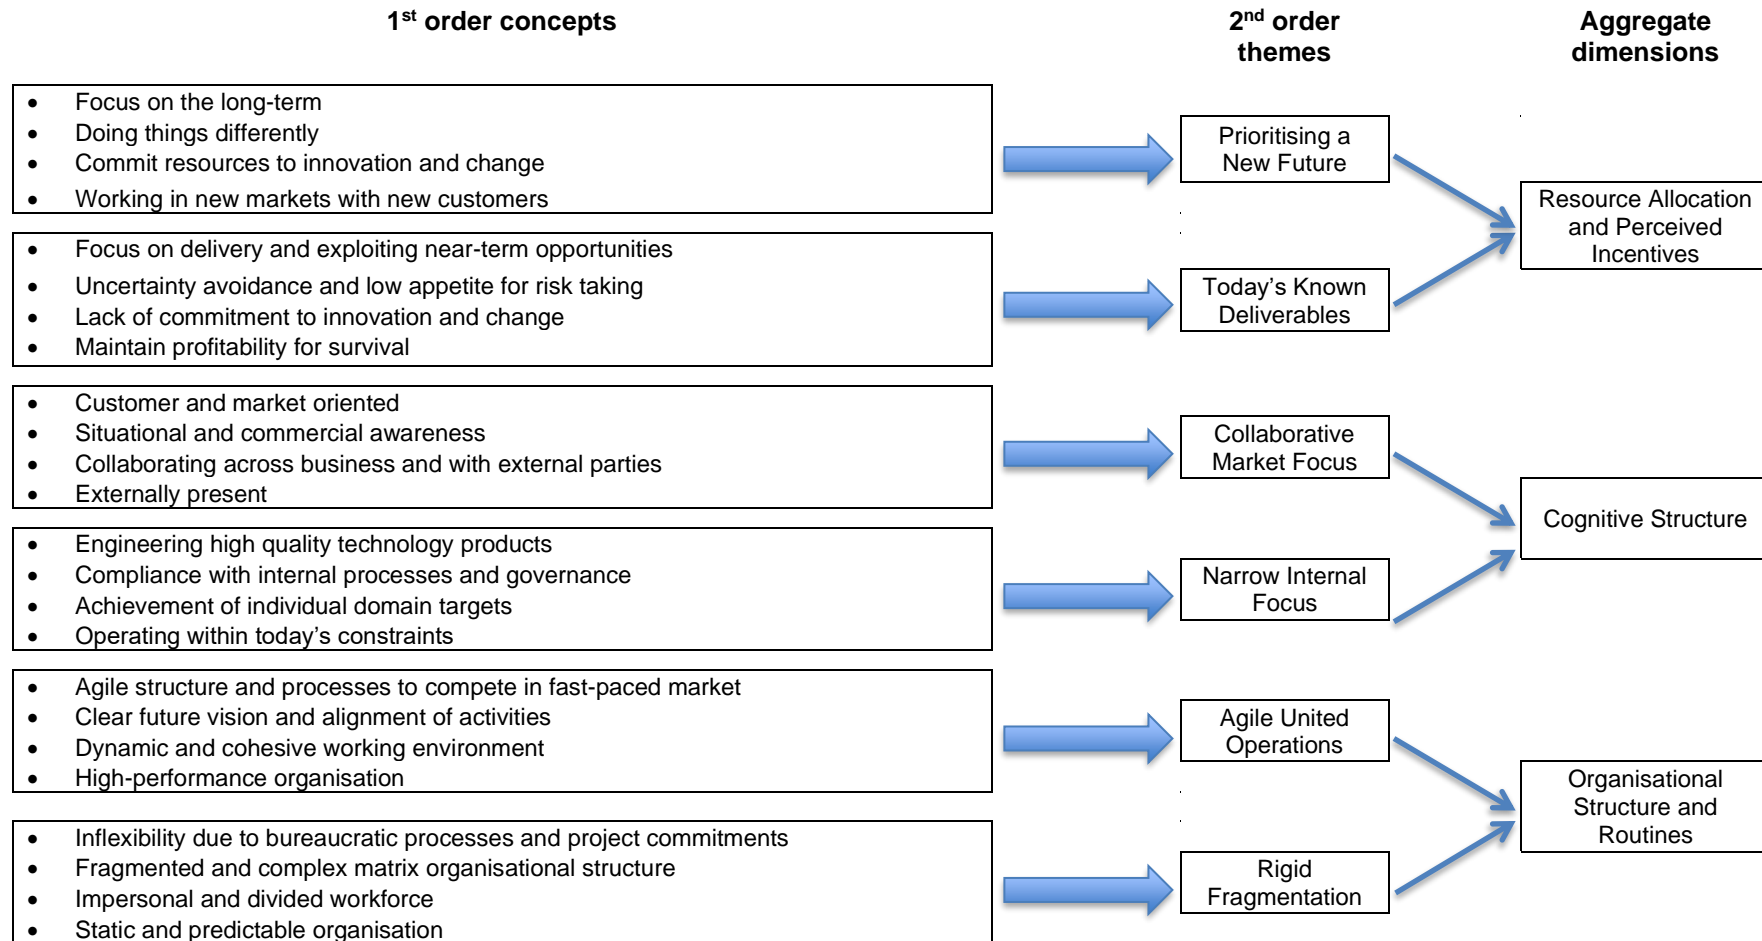 1st order concepts
2nd order
themes
Aggregate
dimensions
• Focus on the long-term
• Doing things differently
• Commit resources to innovation and change
• Working in new markets with new customers
Prioritising a
New Future
• Focus on delivery and exploiting near-term opportunities
• Uncertainty avoidance and low appetite for risk taking
• Lack of commitment to innovation and change
• Maintain profitability for survival
Today's Known
Deliverables
Resource Allocation
and Perceived
Incentives
• Customer and market oriented
• Situational and commercial awareness
• Collaborating across business and with external parties
• Externally present
Collaborative
Market Focus
• Engineering high quality technology products
• Compliance with internal processes and governance
• Achievement of individual domain targets
• Operating within today's constraints
Narrow Internal
Focus
Cognitive Structure
• Agile structure and processes to compete in fast-paced market
• Clear future vision and alignment of activities
• Dynamic and cohesive working environment
• High-performance organisation
Agile United
Operations
• Inflexibility due to bureaucratic processes and project commitments
• Fragmented and complex matrix organisational structure
• Impersonal and divided workforce
• Static and predictable organisation
Rigid
Fragmentation
Organisational
Structure and
Routines